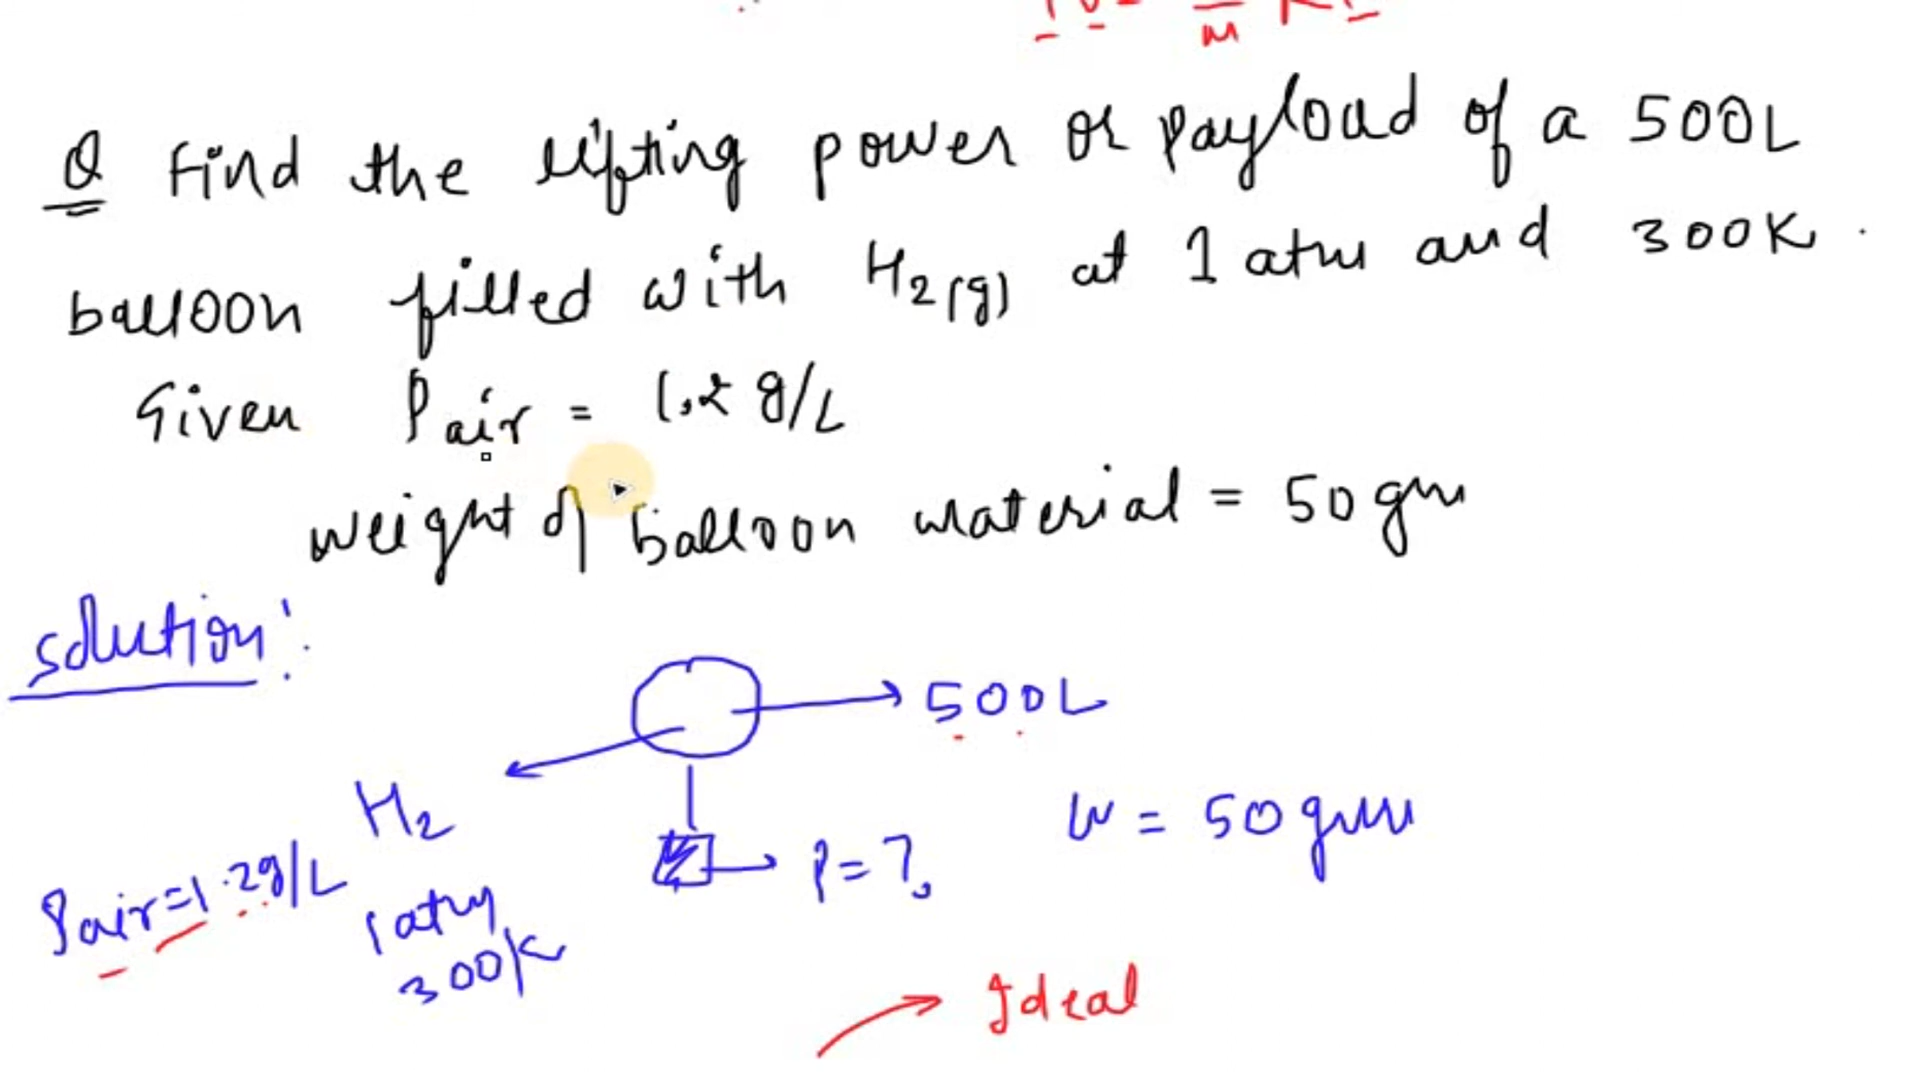 m
Q Find the lifting power or payload of a 500L
balloon filled with H2(g) at 1 atm and 300K.
Given ρair = 1.2 g/L
weight of balloon material = 50 gm
solution:
500L
H2
w = 50 gm
P = ?
ρair = 1.2g/L
1 atm
300K
Ideal